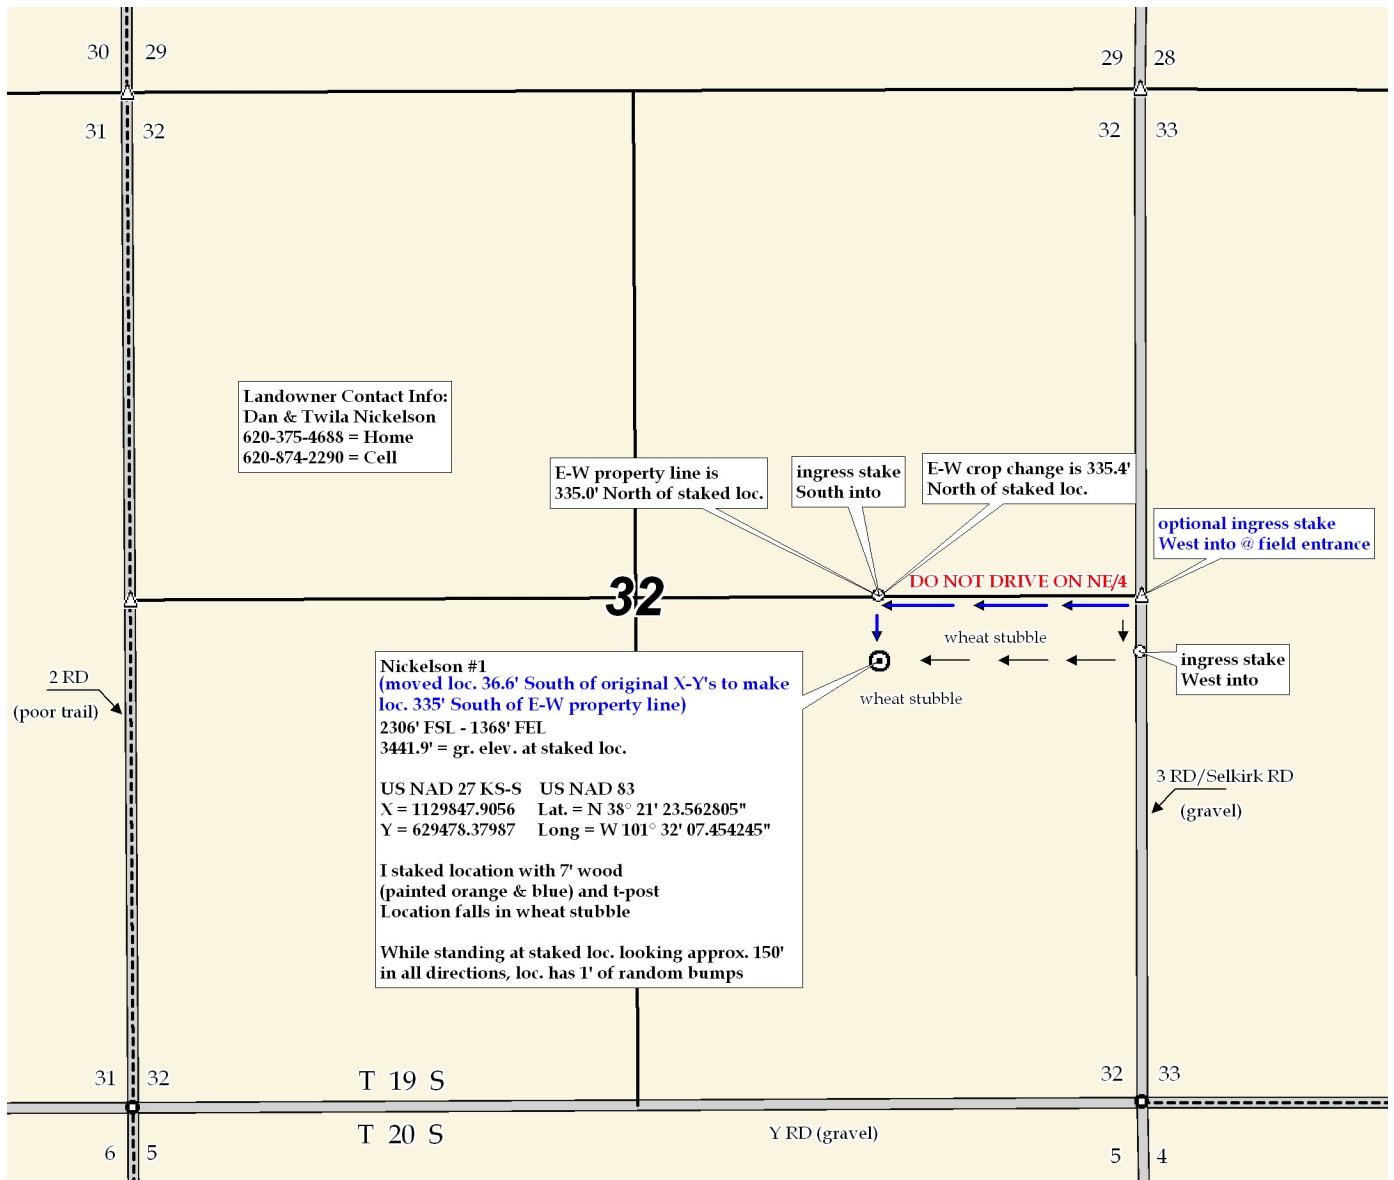 30 29
29 28
31 32
32 33
Landowner Contact Info:
Dan & Twila Nickelson
620-375-4688 = Home
620-874-2290 = Cell
E-W property line is
335.0' North of staked loc.
ingress stake
South into
E-W crop change is 335.4'
North of staked loc.
optional ingress stake
West into @ field entrance
DO NOT DRIVE ON NE/4
32
wheat stubble
ingress stake
West into
wheat stubble
2 RD
(poor trail)
Nickelson #1
(moved loc. 36.6' South of original X-Y's to make
loc. 335' South of E-W property line)
2306' FSL - 1368' FEL
3441.9' = gr. elev. at staked loc.
US NAD 27 KS-S US NAD 83
X = 1129847.9056 Lat. = N 38° 21' 23.562805"
Y = 629478.37987 Long = W 101° 32' 07.454245"
I staked location with 7' wood
(painted orange & blue) and t-post
Location falls in wheat stubble
While standing at staked loc. looking approx. 150'
in all directions, loc. has 1' of random bumps
3 RD/Selkirk RD
(gravel)
31 32
T 19 S
32 33
T 20 S
Y RD (gravel)
6 5
5 4